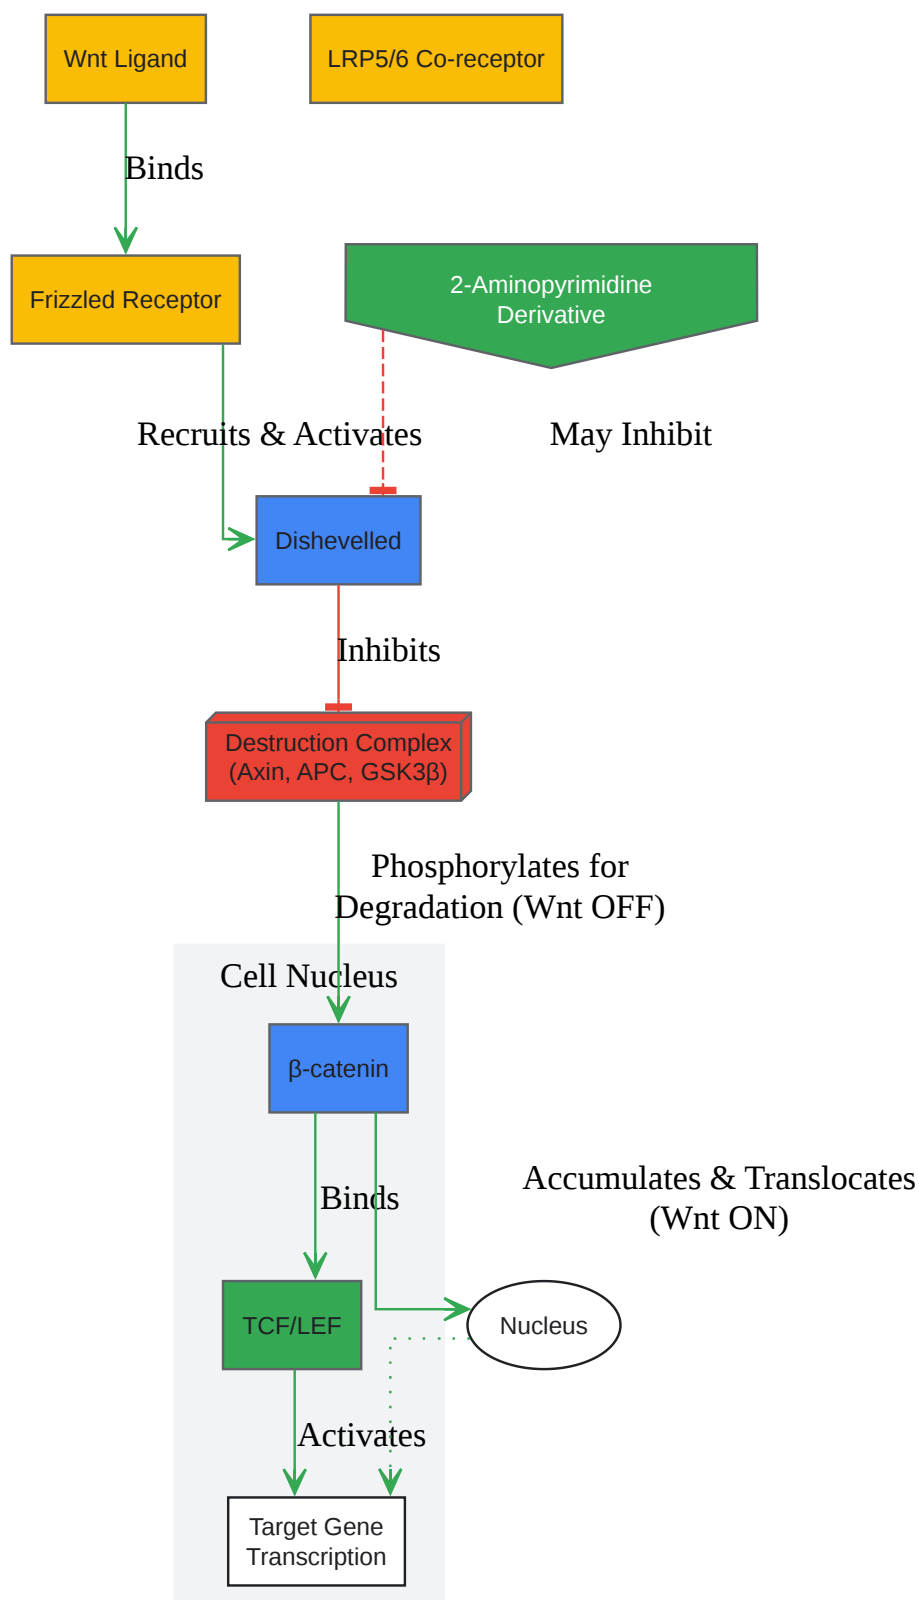 Wnt Ligand
LRP5/6 Co-receptor
Binds
Frizzled Receptor
2-Aminopyrimidine
Derivative
Recruits & Activates
May Inhibit
Dishevelled
Inhibits
Destruction Complex
(Axin, APC, GSK3β)
Phosphorylates for
Degradation (Wnt OFF)
Cell Nucleus
β-catenin
Binds
Accumulates & Translocates
(Wnt ON)
TCF/LEF
Nucleus
Activates
Target Gene
Transcription